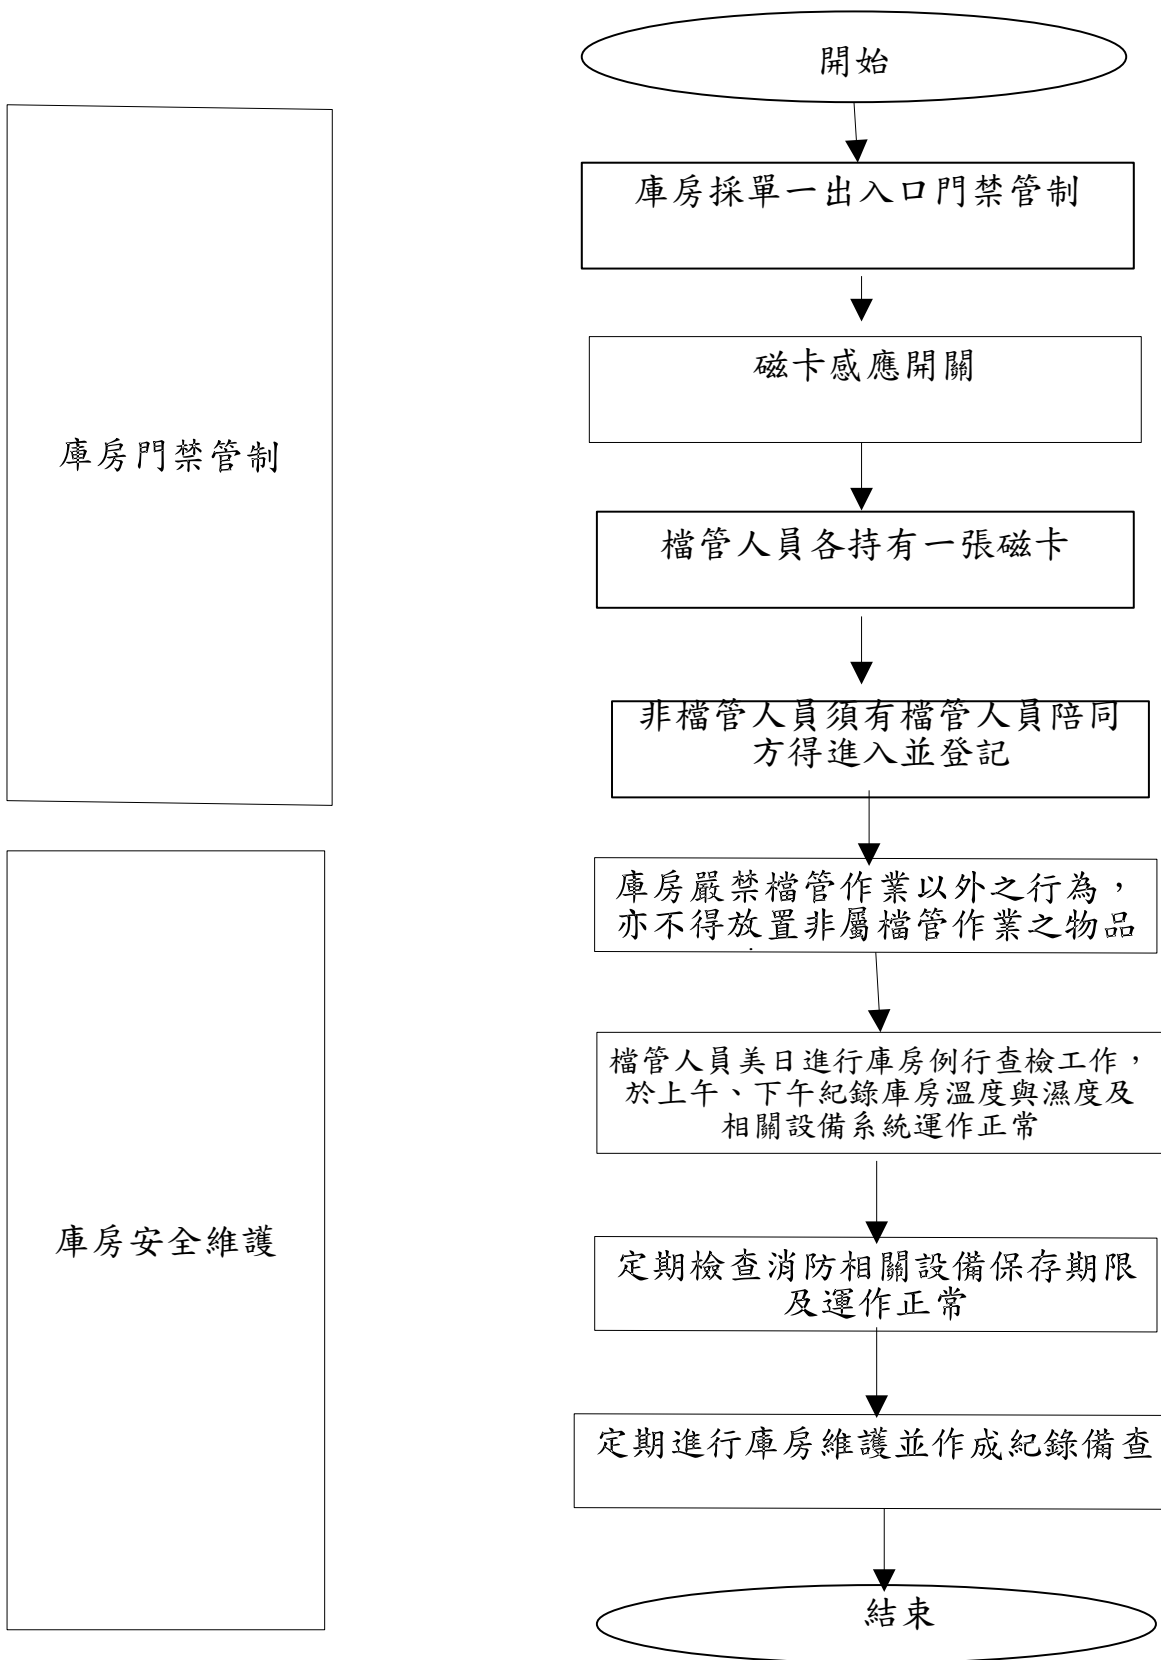 開始
庫房採單一出入口門禁管制
磁卡感應開關
庫房門禁管制
檔管人員各持有一張磁卡
非檔管人員須有檔管人員陪同
方得進入並登記
庫房嚴禁檔管作業以外之行為，
亦不得放置非屬檔管作業之物品
檔管人員美日進行庫房例行查檢工作，
於上午、下午紀錄庫房溫度與濕度及
相關設備系統運作正常
庫房安全維護
定期檢查消防相關設備保存期限
及運作正常
定期進行庫房維護並作成紀錄備查
結束